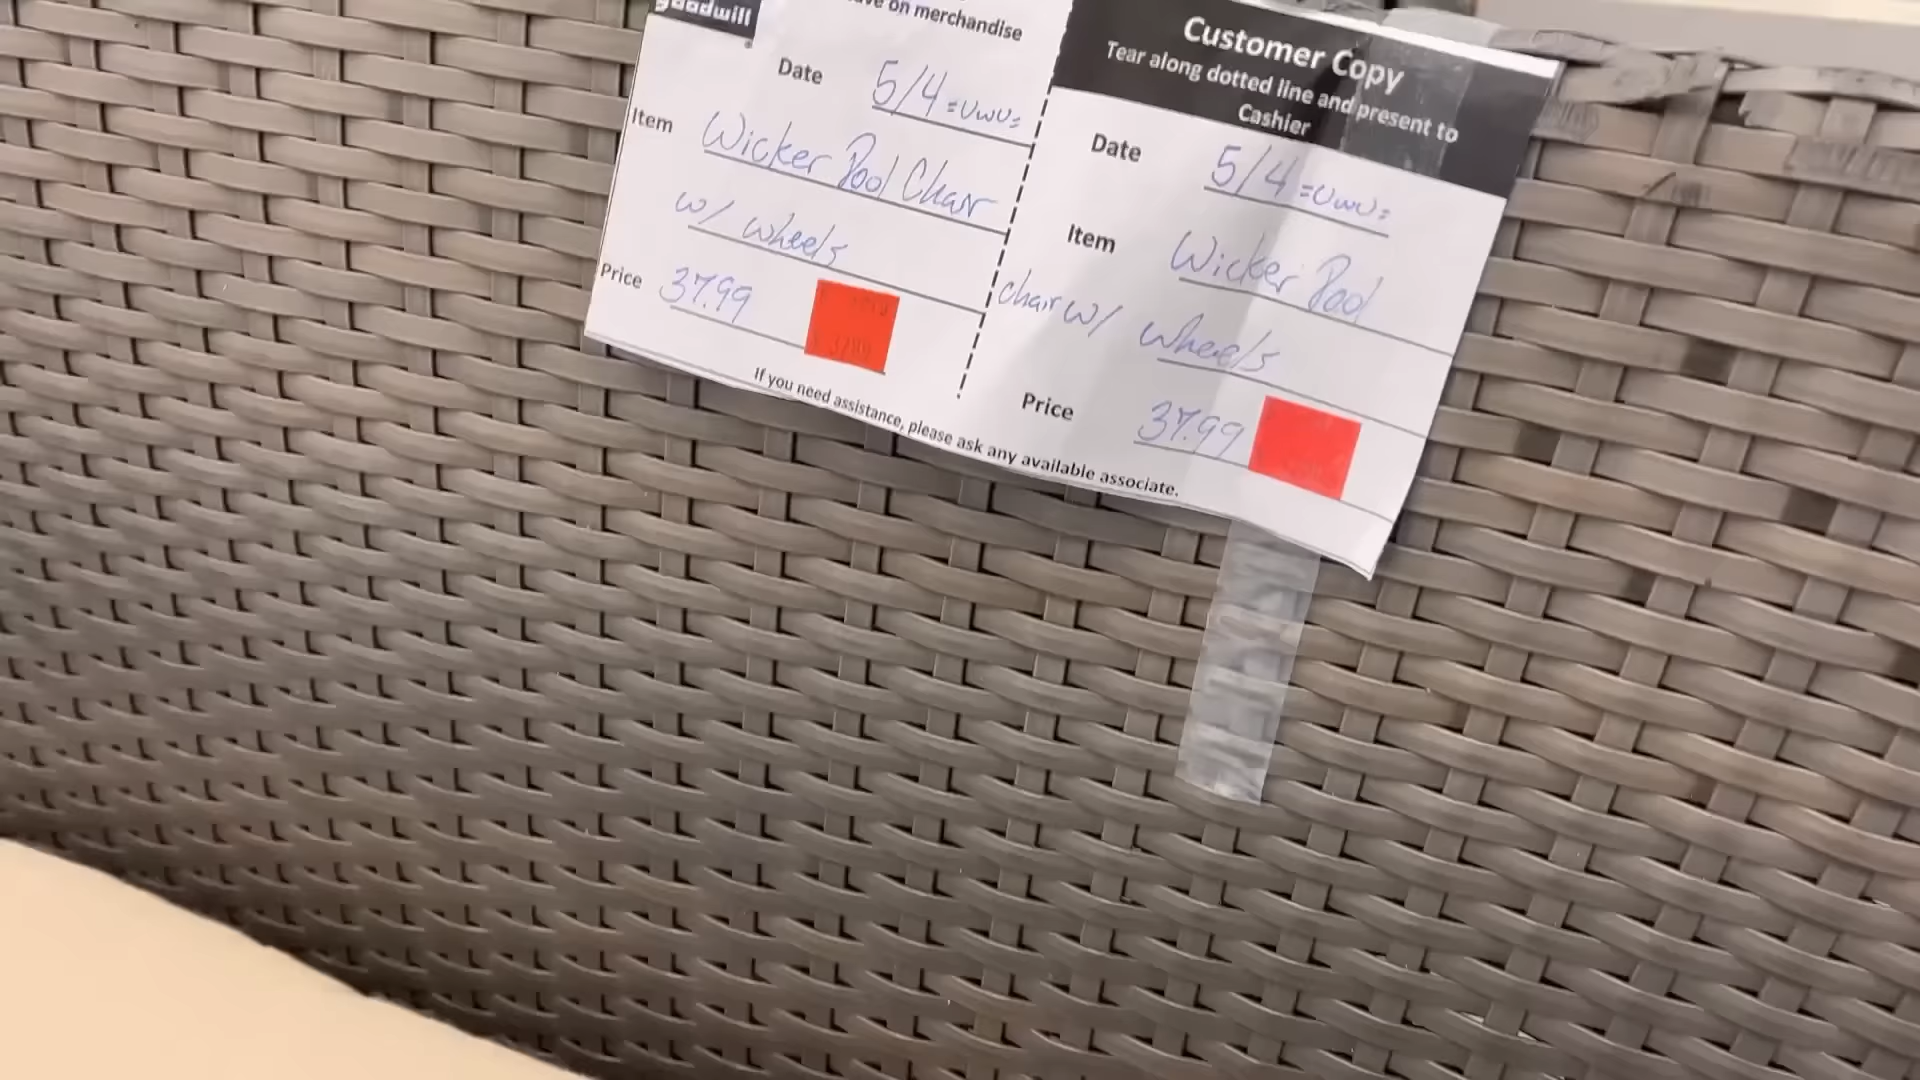 goodwill
on merchandise
Date 5/4 =UwU=
Item Wicker Pool Chair
w/ wheels
Price 37.99
Customer Copy
Tear along dotted line and present to
Cashier
Date 5/4 =UwU=
Item Wicker Pool
chair w/ wheels
Price 37.99
If you need assistance, please ask any available associate.